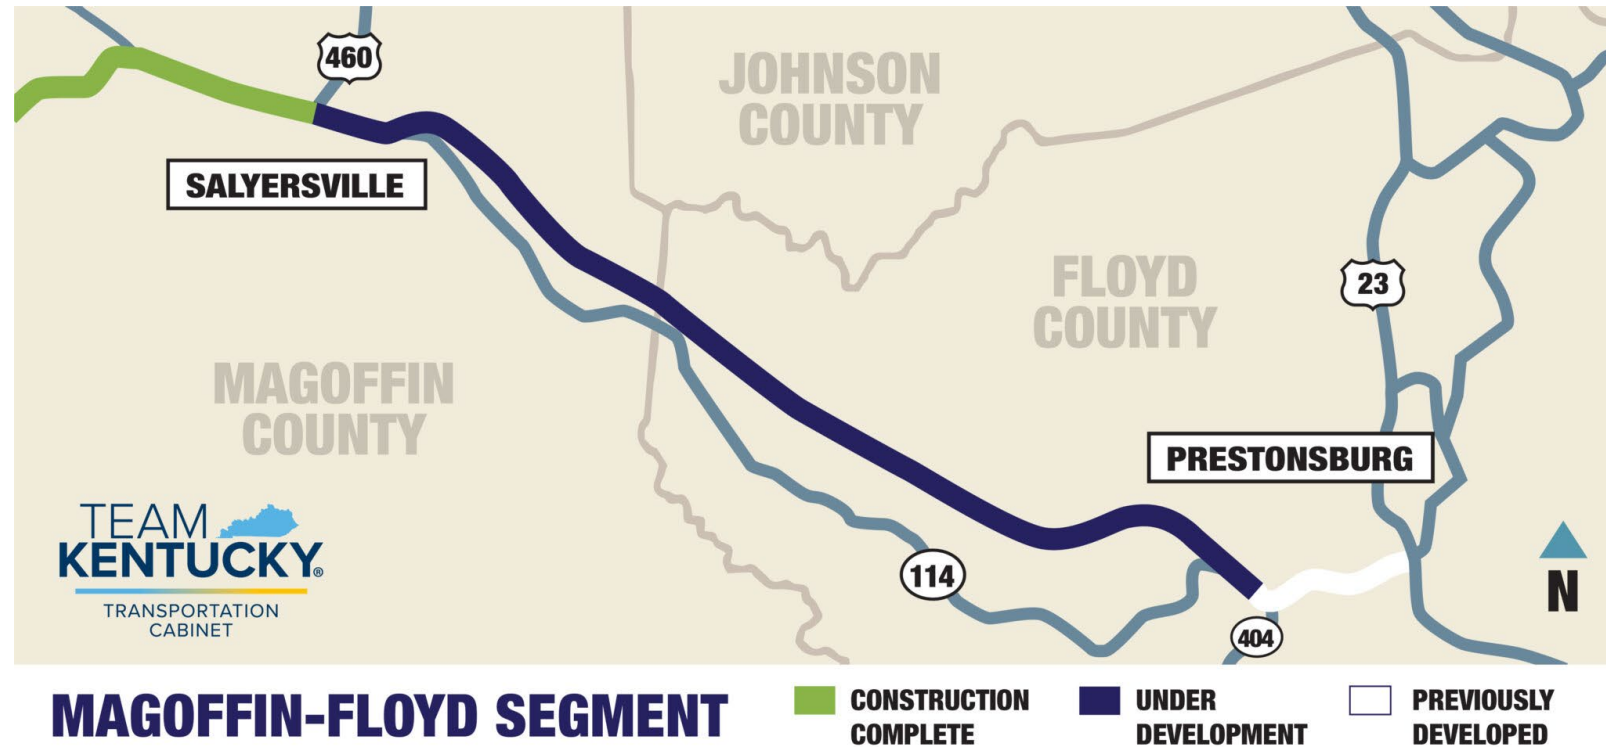 460
JOHNSON
COUNTY
SALYERSVILLE
FLOYD
COUNTY
23
MAGOFFIN
COUNTY
PRESTONSBURG
114
404
N
TEAM
KENTUCKY®
TRANSPORTATION
CABINET
MAGOFFIN-FLOYD SEGMENT
CONSTRUCTION
COMPLETE
UNDER
DEVELOPMENT
PREVIOUSLY
DEVELOPED